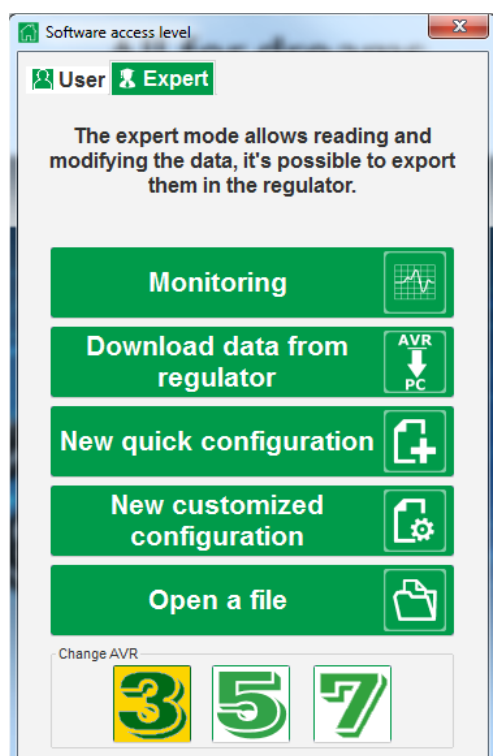 Software access level
User Expert
The expert mode allows reading and
modifying the data, it's possible to export
them in the regulator.
Monitoring
Download data from
regulator
AVR
PC
New quick configuration
New customized
configuration
Open a file
Change AVR
3 5 7